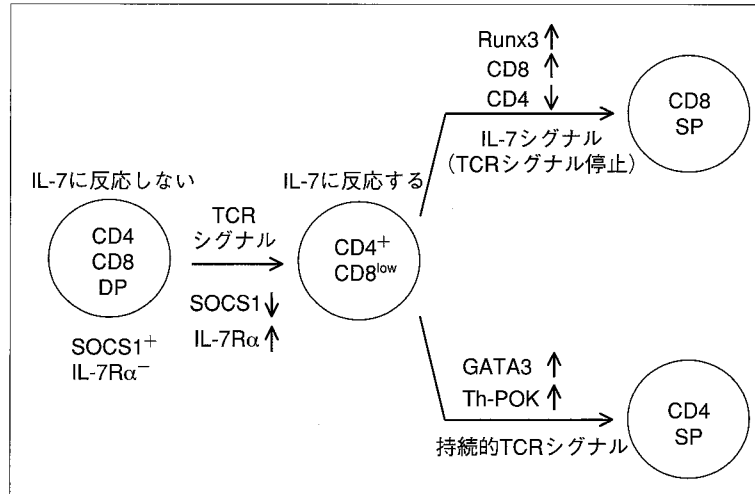 IL-7に反応しない
CD4
CD8
DP
SOCS1⁺
IL-7Rα⁻
TCR
シグナル
SOCS1↓
IL-7Rα↑
IL-7に反応する
CD4⁺
CD8ˡᵒʷ
Runx3↑
CD8↑
CD4↓
IL-7シグナル
(TCRシグナル停止)
CD8
SP
GATA3↑
Th-POK↑
持続的TCRシグナル
CD4
SP